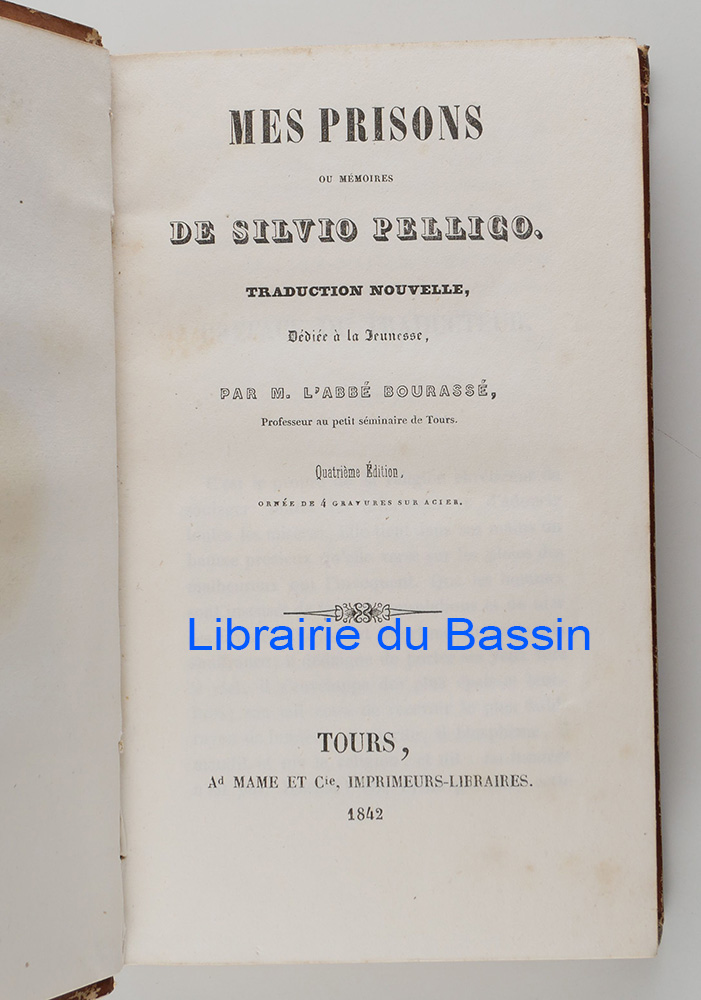 MES PRISONS
OU MÉMOIRES
DE SILVIO PELLICO.
TRADUCTION NOUVELLE,
Dédiée à la Jeunesse,
PAR M. L'ABBÉ BOURASSÉ,
Professeur au petit séminaire de Tours.
Quatrième Édition,
ORNÉE DE 4 GRAVURES SUR ACIER.
Librairie du Bassin
TOURS,
Ad MAME ET Cie, IMPRIMEURS-LIBRAIRES.
1842